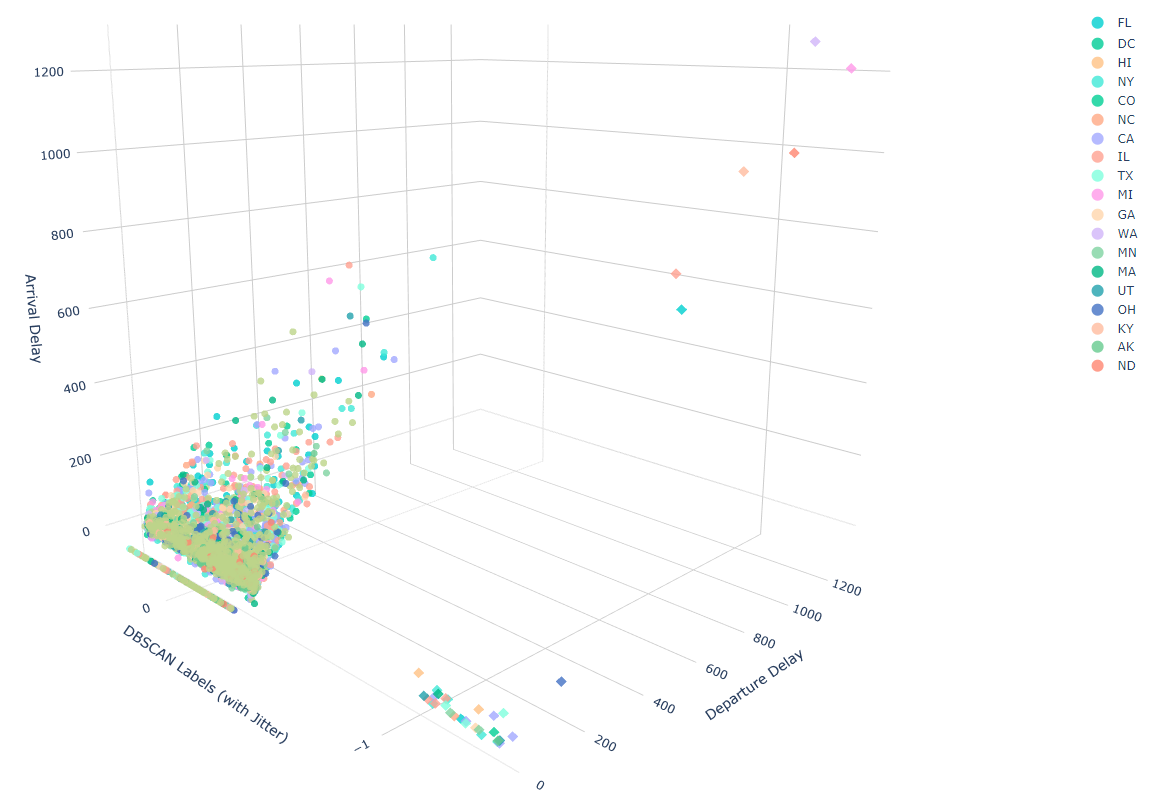 1200
1000
800
600
400
200
0
Arrival Delay
0
−1
DBSCAN Labels (with Jitter)
0
200
400
600
800
1000
1200
Departure Delay
FL
DC
HI
NY
CO
NC
CA
IL
TX
MI
GA
WA
MN
MA
UT
OH
KY
AK
ND